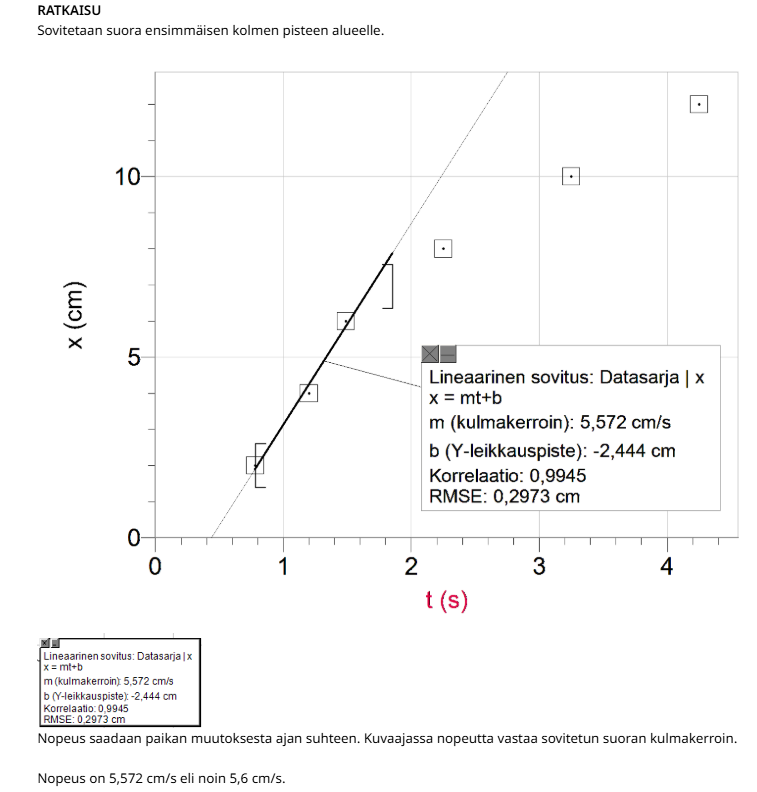 RATKAISU
Sovitetaan suora ensimmäisen kolmen pisteen alueelle.
10
x (cm)
5
Lineaarinen sovitus: Datasarja | x
x = mt+b
m (kulmakerroin): 5,572 cm/s
b (Y-leikkauspiste): -2,444 cm
Korrelaatio: 0,9945
RMSE: 0,2973 cm
0
0 1 2 3 4
t (s)
Lineaarinen sovitus: Datasarja | x
x = mt+b
m (kulmakerroin): 5,572 cm/s
b (Y-leikkauspiste): -2,444 cm
Korrelaatio: 0,9945
RMSE: 0,2973 cm
Nopeus saadaan paikan muutoksesta ajan suhteen. Kuvaajassa nopeutta vastaa sovitetun suoran kulmakerroin.
Nopeus on 5,572 cm/s eli noin 5,6 cm/s.